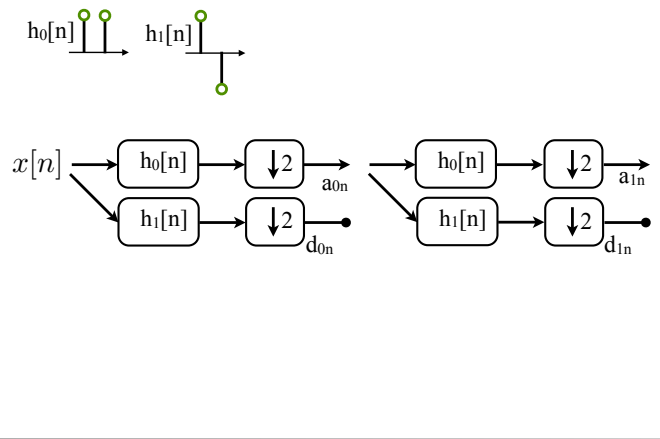 h₀[n] h₁[n]
x[n] h₀[n] ↓2 a₀ₙ h₀[n] ↓2 a₁ₙ
h₁[n] ↓2 d₀ₙ h₁[n] ↓2 d₁ₙ